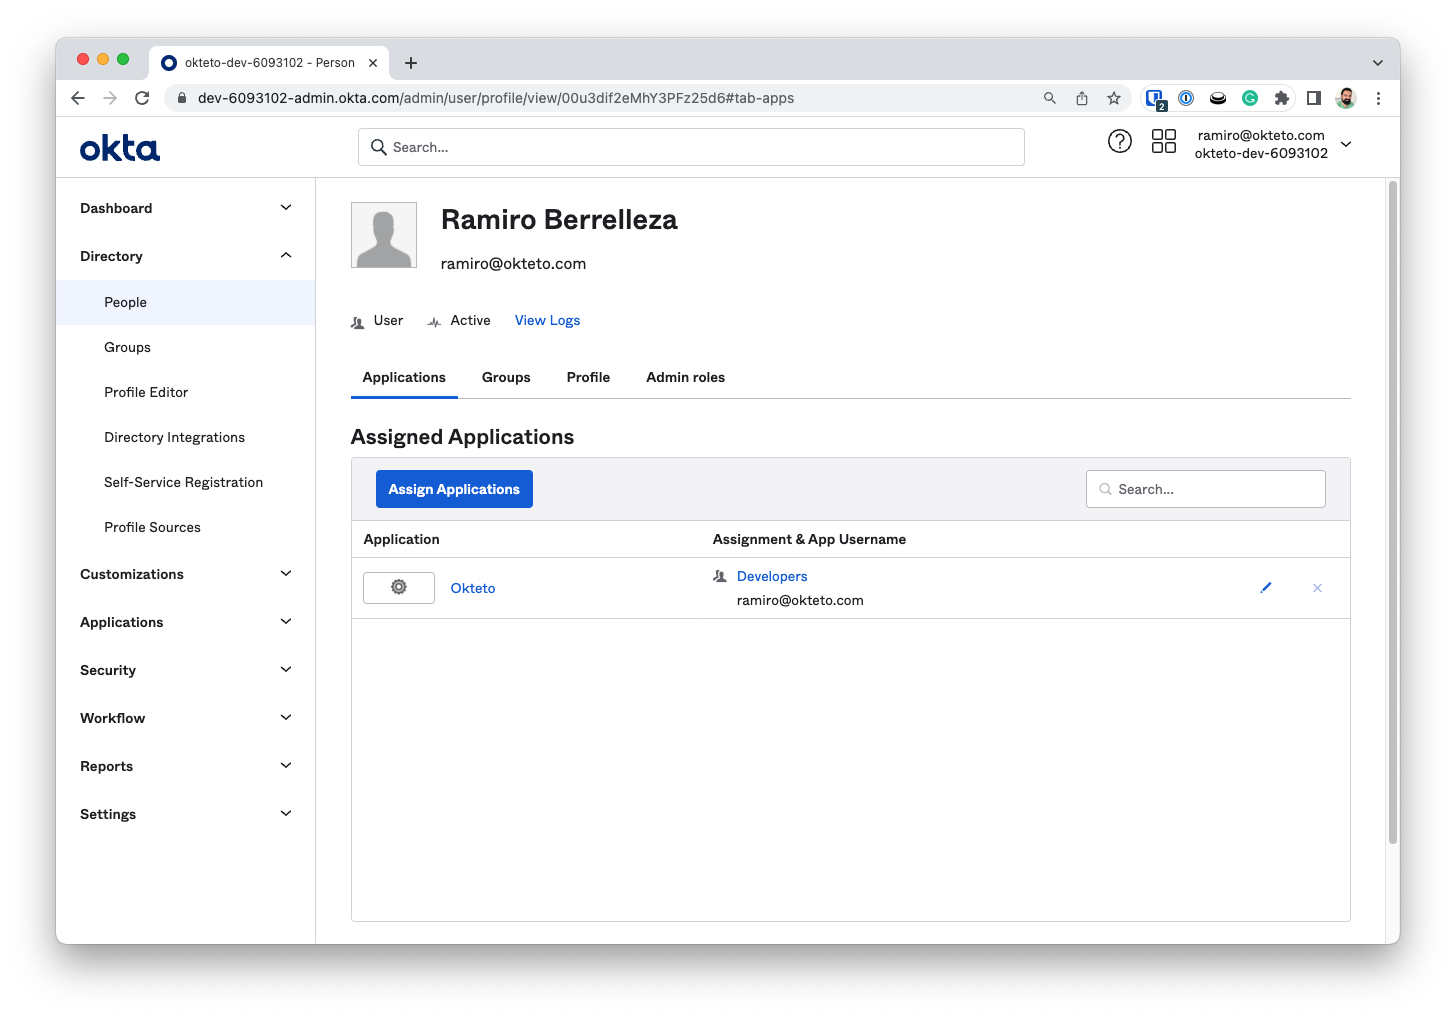 okteto-dev-6093102 - Person
dev-6093102-admin.okta.com/admin/user/profile/view/00u3dif2eMhY3PFz25d6#tab-apps
2
okta
Search...
ramiro@okteto.com
okteto-dev-6093102
Dashboard
Directory
People
Groups
Profile Editor
Directory Integrations
Self-Service Registration
Profile Sources
Customizations
Applications
Security
Workflow
Reports
Settings
Ramiro Berrelleza
ramiro@okteto.com
User Active View Logs
Applications Groups Profile Admin roles
Assigned Applications
Assign Applications
Search...
Application Assignment & App Username
Okteto
Developers
ramiro@okteto.com